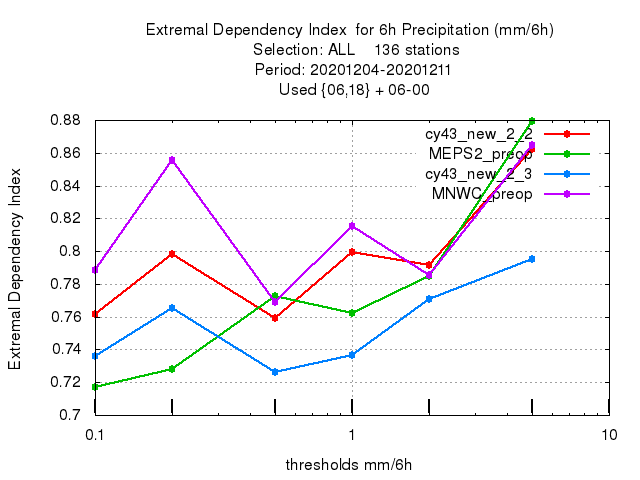 Extremal Dependency Index  for 6h Precipitation (mm/6h)
Selection: ALL    136 stations
Period: 20201204-20201211
Used {06,18} + 06-00
cy43_new_2_2
MEPS2_preop
cy43_new_2_3
MNWC_preop
Extremal Dependency Index
0.88
0.86
0.84
0.82
0.8
0.78
0.76
0.74
0.72
0.7
0.1
1
10
thresholds mm/6h